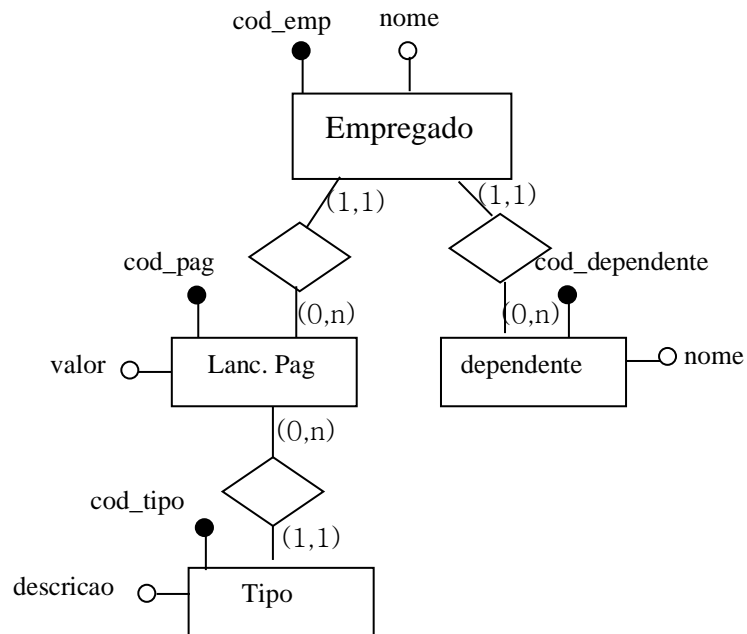 cod_emp
nome
Empregado
(1,1)
(1,1)
cod_pag
cod_dependente
(0,n)
(0,n)
valor
Lanc. Pag
dependente
nome
(0,n)
cod_tipo
(1,1)
descricao
Tipo